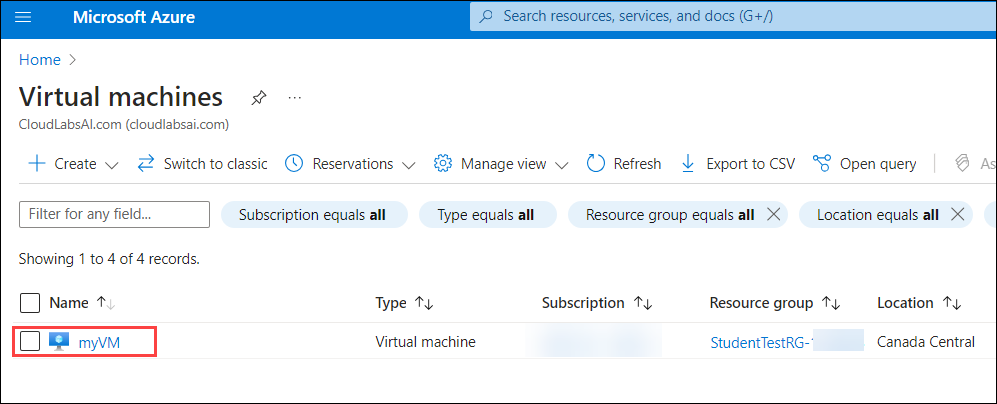 Microsoft Azure
Search resources, services, and docs (G+/)
Home
Virtual machines
CloudLabsAI.com (cloudlabsai.com)
Create Switch to classic Reservations Manage view Refresh Export to CSV Open query As
Filter for any field... Subscription equals all Type equals all Resource group equals all Location equals all
Showing 1 to 4 of 4 records.
Name Type Subscription Resource group Location
myVM Virtual machine StudentTestRG- Canada Central